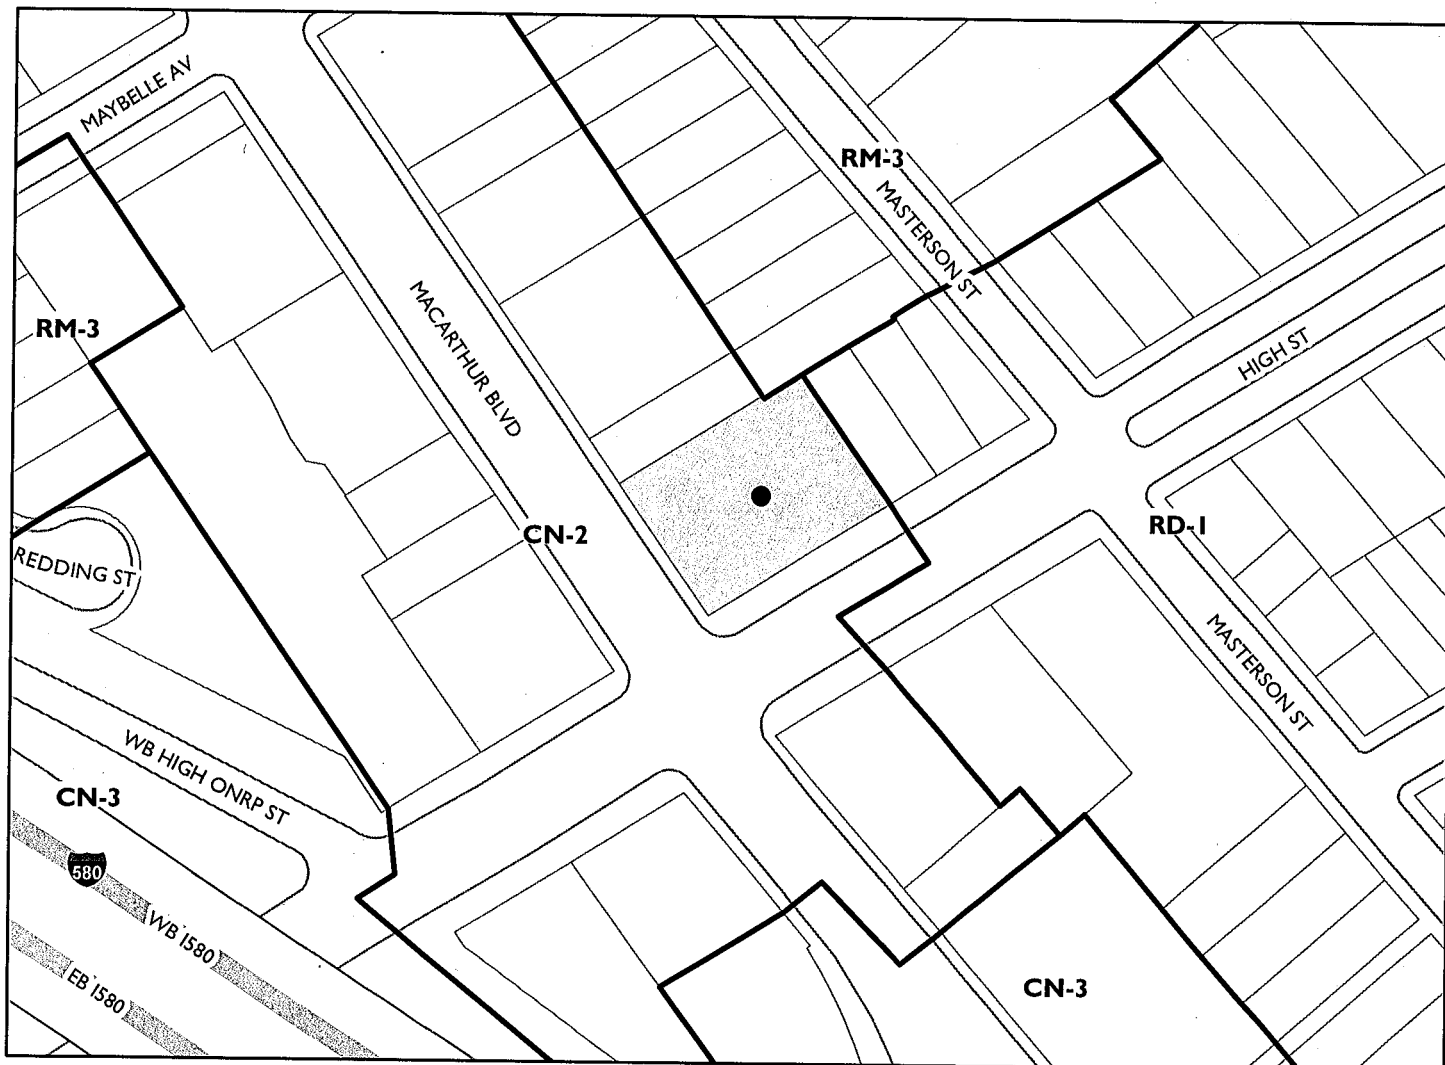 MAYBELLE AV
RM-3
MASTERSON ST
MACARTHUR BLVD
RM-3
HIGH ST
CN-2
RD-1
REDDING ST
MASTERSON ST
WB HIGH ONRP ST
CN-3
580
WB I580
EB I580
CN-3